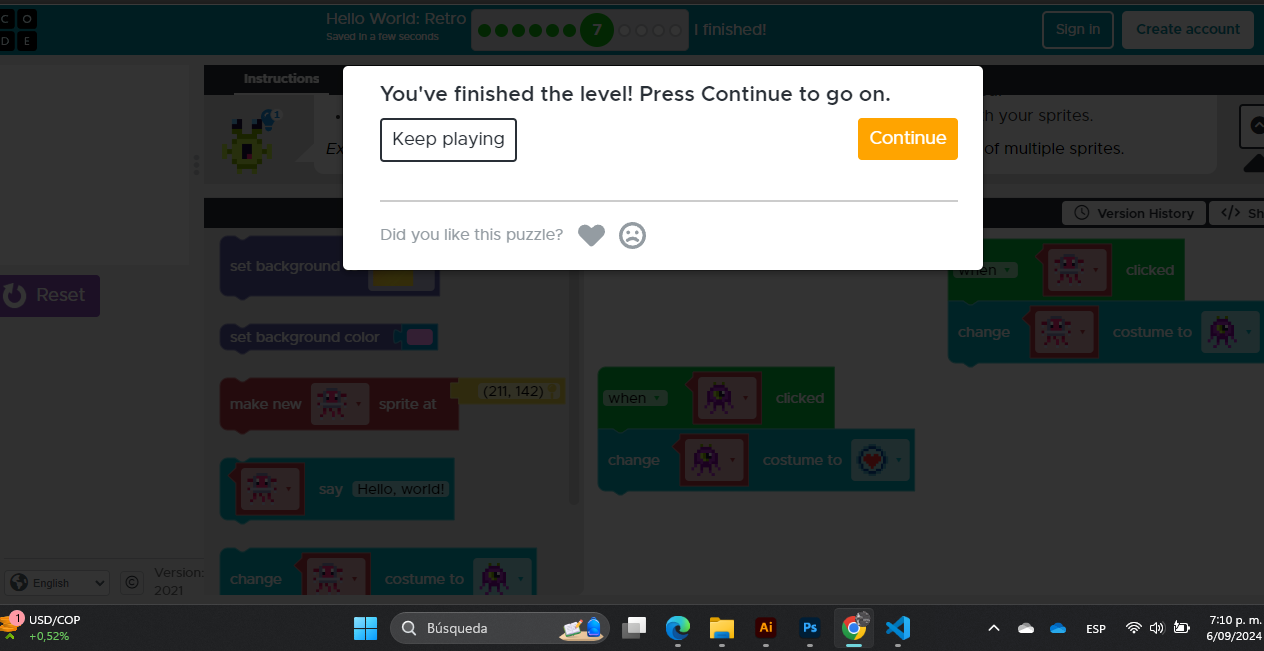 C O
D E
Hello World: Retro
Saved in a few seconds
7
I finished!
Sign in
Create account
Instructions
You've finished the level! Press Continue to go on.
Keep playing
Continue
Did you like this puzzle?
1
h your sprites.
Ex
of multiple sprites.
Version History
</> Sh
Reset
set background
set background color
make new sprite at (211, 142)
say Hello, world!
change costume to
when clicked
change costume to
when clicked
change costume to
English
©
Version:
2021
1
USD/COP
+0,52%
Búsqueda
Ai
Ps
ESP
7:10 p. m.
6/09/2024